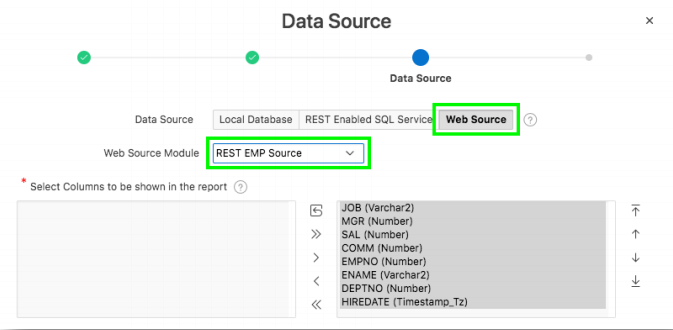 Data Source
Data Source
Data Source Local Database REST Enabled SQL Service Web Source
Web Source Module REST EMP Source
* Select Columns to be shown in the report
JOB (Varchar2)
MGR (Number)
SAL (Number)
COMM (Number)
EMPNO (Number)
ENAME (Varchar2)
DEPTNO (Number)
HIREDATE (Timestamp_Tz)